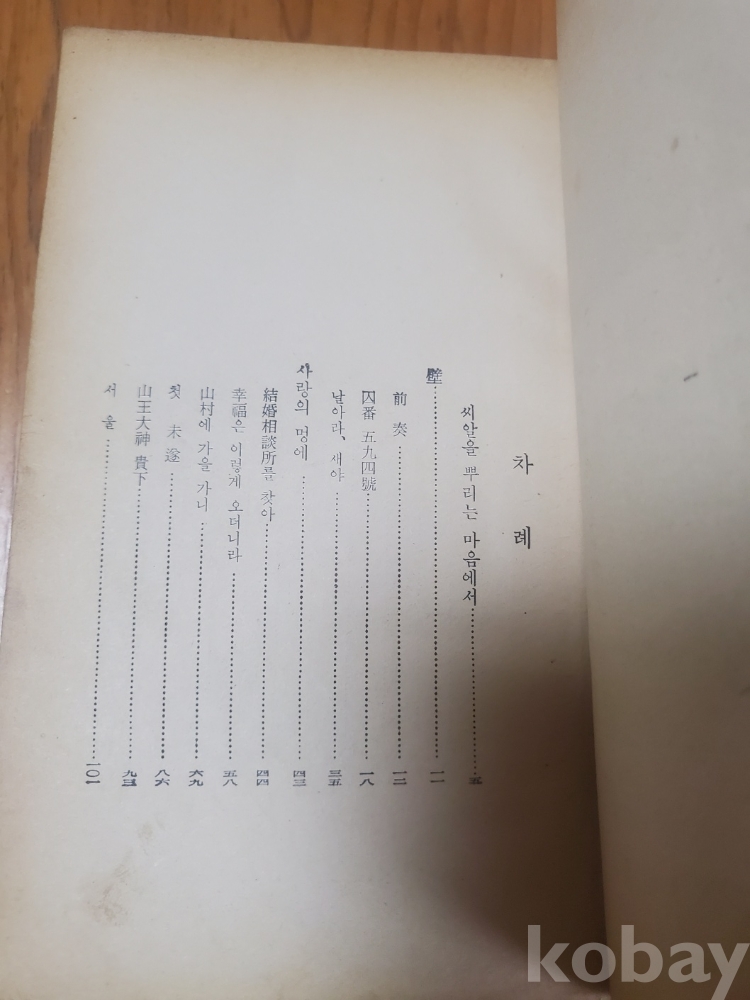 차 례
씨알을 뿌리는 마음에서 五
壁 一一
前 奏 一二
囚番 五九四號 一八
날아라、새야 三五
사랑의 멍에 四三
結婚相談所를 찾아 四四
幸福은 이렇게 오더니라 五八
山村에 가을 가니 六九
첫 未遂 八六
山王大神 貴下 九三
서 울 一〇一
kobay